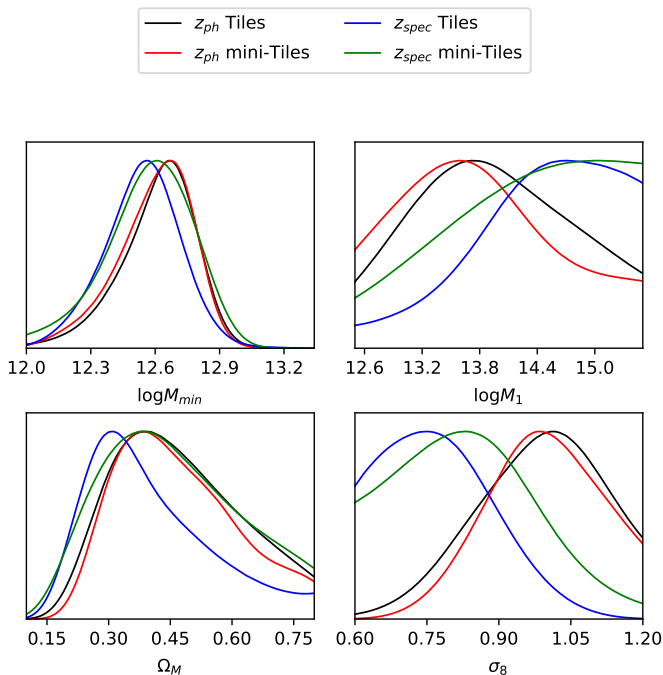 z_ph Tiles z_spec Tiles
z_ph mini-Tiles z_spec mini-Tiles
12.0 12.3 12.6 12.9 13.2
logM_min
12.6 13.2 13.8 14.4 15.0
logM_1
0.15 0.30 0.45 0.60 0.75
Ω_M
0.60 0.75 0.90 1.05 1.20
σ_8